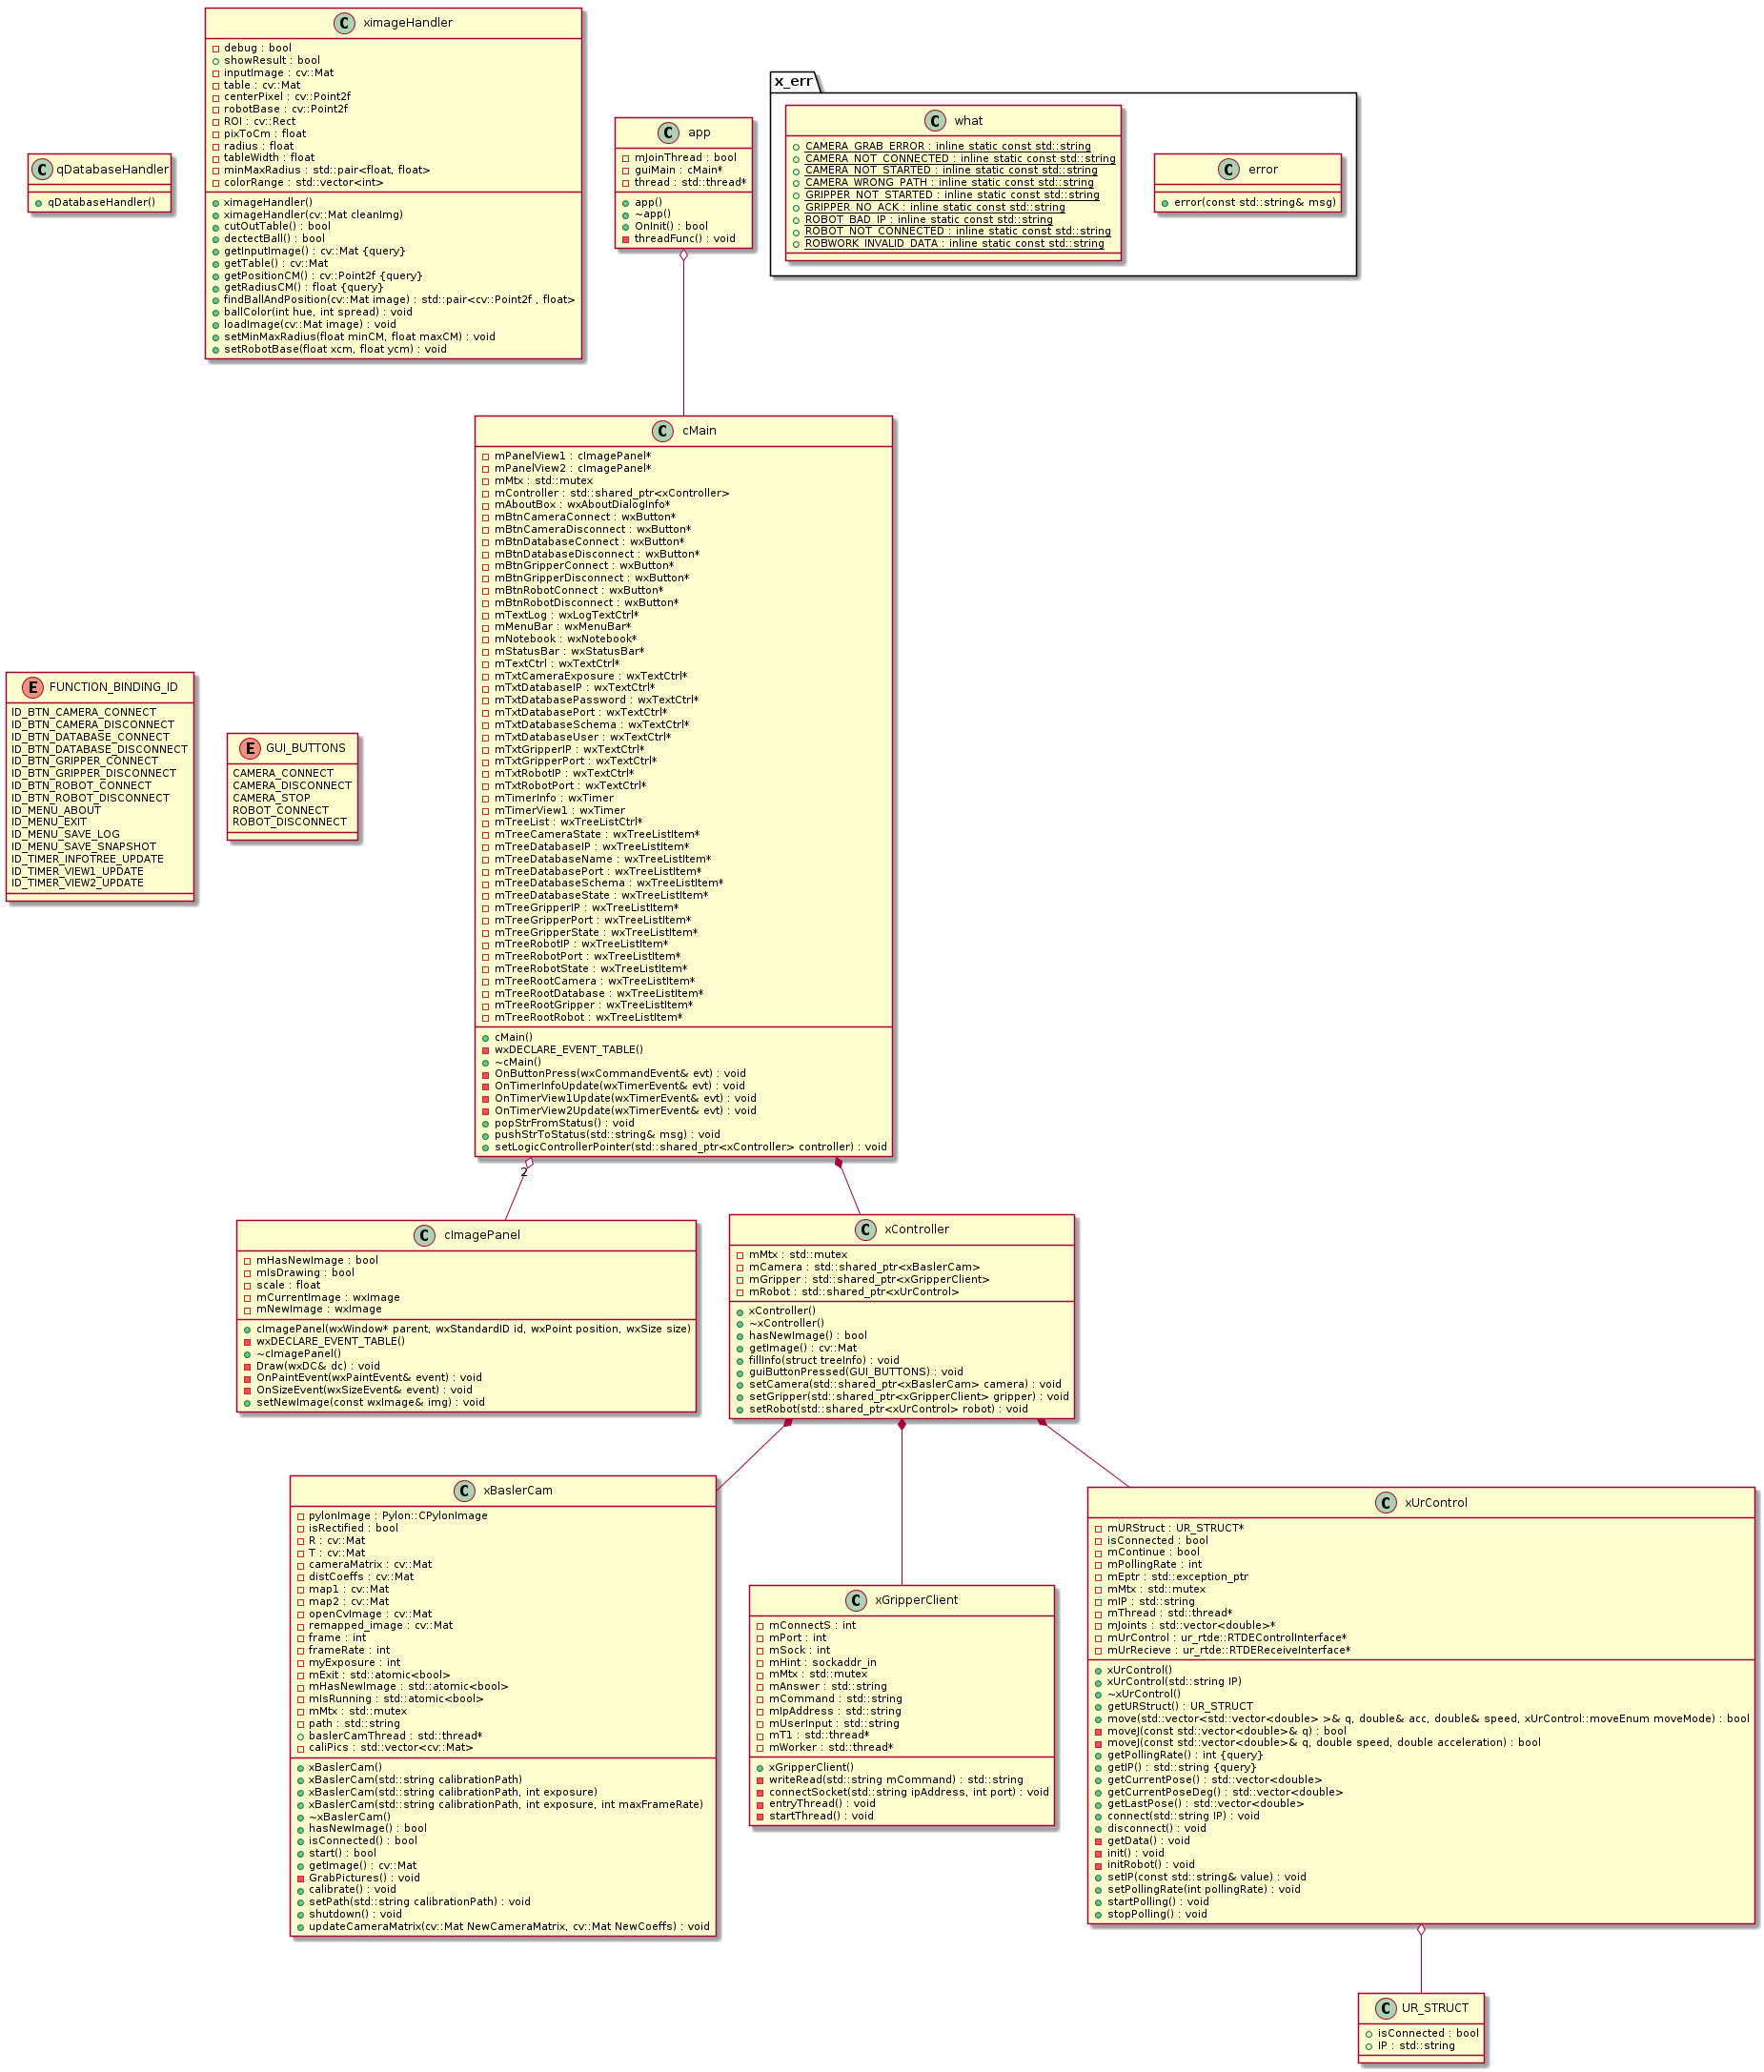 C ximageHandler
debug : bool
showResult : bool
inputImage : cv::Mat
table : cv::Mat
centerPixel : cv::Point2f
robotBase : cv::Point2f
ROI : cv::Rect
pixToCm : float
radius : float
tableWidth : float
minMaxRadius : std::pair<float, float>
colorRange : std::vector<int>
ximageHandler()
ximageHandler(cv::Mat cleanImg)
cutOutTable() : bool
dectectBall() : bool
getInputImage() : cv::Mat {query}
getTable() : cv::Mat
getPositionCM() : cv::Point2f {query}
getRadiusCM() : float {query}
findBallAndPosition(cv::Mat image) : std::pair<cv::Point2f , float>
ballColor(int hue, int spread) : void
loadImage(cv::Mat image) : void
setMinMaxRadius(float minCM, float maxCM) : void
setRobotBase(float xcm, float ycm) : void
C qDatabaseHandler
qDatabaseHandler()
C app
mJoinThread : bool
guiMain : cMain*
thread : std::thread*
app()
~app()
OnInit() : bool
threadFunc() : void
x_err
C what
CAMERA_GRAB_ERROR : inline static const std::string
CAMERA_NOT_CONNECTED : inline static const std::string
CAMERA_NOT_STARTED : inline static const std::string
CAMERA_WRONG_PATH : inline static const std::string
GRIPPER_NOT_STARTED : inline static const std::string
GRIPPER_NO_ACK : inline static const std::string
ROBOT_BAD_IP : inline static const std::string
ROBOT_NOT_CONNECTED : inline static const std::string
ROBWORK_INVALID_DATA : inline static const std::string
C error
error(const std::string& msg)
C cMain
mPanelView1 : cImagePanel*
mPanelView2 : cImagePanel*
mMtx : std::mutex
mController : std::shared_ptr<xController>
mAboutBox : wxAboutDialogInfo*
mBtnCameraConnect : wxButton*
mBtnCameraDisconnect : wxButton*
mBtnDatabaseConnect : wxButton*
mBtnDatabaseDisconnect : wxButton*
mBtnGripperConnect : wxButton*
mBtnGripperDisconnect : wxButton*
mBtnRobotConnect : wxButton*
mBtnRobotDisconnect : wxButton*
mTextLog : wxLogTextCtrl*
mMenuBar : wxMenuBar*
mNotebook : wxNotebook*
mStatusBar : wxStatusBar*
mTextCtrl : wxTextCtrl*
mTxtCameraExposure : wxTextCtrl*
mTxtDatabaseIP : wxTextCtrl*
mTxtDatabasePassword : wxTextCtrl*
mTxtDatabasePort : wxTextCtrl*
mTxtDatabaseSchema : wxTextCtrl*
mTxtDatabaseUser : wxTextCtrl*
mTxtGripperIP : wxTextCtrl*
mTxtGripperPort : wxTextCtrl*
mTxtRobotIP : wxTextCtrl*
mTxtRobotPort : wxTextCtrl*
mTimerInfo : wxTimer
mTimerView1 : wxTimer
mTreeList : wxTreeListCtrl*
mTreeCameraState : wxTreeListItem*
mTreeDatabaseIP : wxTreeListItem*
mTreeDatabaseName : wxTreeListItem*
mTreeDatabasePort : wxTreeListItem*
mTreeDatabaseSchema : wxTreeListItem*
mTreeDatabaseState : wxTreeListItem*
mTreeGripperIP : wxTreeListItem*
mTreeGripperPort : wxTreeListItem*
mTreeGripperState : wxTreeListItem*
mTreeRobotIP : wxTreeListItem*
mTreeRobotPort : wxTreeListItem*
mTreeRobotState : wxTreeListItem*
mTreeRootCamera : wxTreeListItem*
mTreeRootDatabase : wxTreeListItem*
mTreeRootGripper : wxTreeListItem*
mTreeRootRobot : wxTreeListItem*
cMain()
wxDECLARE_EVENT_TABLE()
~cMain()
OnButtonPress(wxCommandEvent& evt) : void
OnTimerInfoUpdate(wxTimerEvent& evt) : void
OnTimerView1Update(wxTimerEvent& evt) : void
OnTimerView2Update(wxTimerEvent& evt) : void
popStrFromStatus() : void
pushStrToStatus(std::string& msg) : void
setLogicControllerPointer(std::shared_ptr<xController> controller) : void
E FUNCTION_BINDING_ID
ID_BTN_CAMERA_CONNECT
ID_BTN_CAMERA_DISCONNECT
ID_BTN_DATABASE_CONNECT
ID_BTN_DATABASE_DISCONNECT
ID_BTN_GRIPPER_CONNECT
ID_BTN_GRIPPER_DISCONNECT
ID_BTN_ROBOT_CONNECT
ID_BTN_ROBOT_DISCONNECT
ID_MENU_ABOUT
ID_MENU_EXIT
ID_MENU_SAVE_LOG
ID_MENU_SAVE_SNAPSHOT
ID_TIMER_INFOTREE_UPDATE
ID_TIMER_VIEW1_UPDATE
ID_TIMER_VIEW2_UPDATE
E GUI_BUTTONS
CAMERA_CONNECT
CAMERA_DISCONNECT
CAMERA_STOP
ROBOT_CONNECT
ROBOT_DISCONNECT
2
C cImagePanel
mHasNewImage : bool
mIsDrawing : bool
scale : float
mCurrentImage : wxImage
mNewImage : wxImage
cImagePanel(wxWindow* parent, wxStandardID id, wxPoint position, wxSize size)
wxDECLARE_EVENT_TABLE()
~cImagePanel()
Draw(wxDC& dc) : void
OnPaintEvent(wxPaintEvent& event) : void
OnSizeEvent(wxSizeEvent& event) : void
setNewImage(const wxImage& img) : void
C xController
mMtx : std::mutex
mCamera : std::shared_ptr<xBaslerCam>
mGripper : std::shared_ptr<xGripperClient>
mRobot : std::shared_ptr<xUrControl>
xController()
~xController()
hasNewImage() : bool
getImage() : cv::Mat
fillInfo(struct treeInfo) : void
guiButtonPressed(GUI_BUTTONS) : void
setCamera(std::shared_ptr<xBaslerCam> camera) : void
setGripper(std::shared_ptr<xGripperClient> gripper) : void
setRobot(std::shared_ptr<xUrControl> robot) : void
C xBaslerCam
pylonImage : Pylon::CPylonImage
isRectified : bool
R : cv::Mat
T : cv::Mat
cameraMatrix : cv::Mat
distCoeffs : cv::Mat
map1 : cv::Mat
map2 : cv::Mat
openCvImage : cv::Mat
remapped_image : cv::Mat
frame : int
frameRate : int
myExposure : int
mExit : std::atomic<bool>
mHasNewImage : std::atomic<bool>
mIsRunning : std::atomic<bool>
mMtx : std::mutex
path : std::string
baslerCamThread : std::thread*
caliPics : std::vector<cv::Mat>
xBaslerCam()
xBaslerCam(std::string calibrationPath)
xBaslerCam(std::string calibrationPath, int exposure)
xBaslerCam(std::string calibrationPath, int exposure, int maxFrameRate)
~xBaslerCam()
hasNewImage() : bool
isConnected() : bool
start() : bool
getImage() : cv::Mat
GrabPictures() : void
calibrate() : void
setPath(std::string calibrationPath) : void
shutdown() : void
updateCameraMatrix(cv::Mat NewCameraMatrix, cv::Mat NewCoeffs) : void
C xGripperClient
mConnectS : int
mPort : int
mSock : int
mHint : sockaddr_in
mMtx : std::mutex
mAnswer : std::string
mCommand : std::string
mIpAddress : std::string
mUserInput : std::string
mT1 : std::thread*
mWorker : std::thread*
xGripperClient()
writeRead(std::string mCommand) : std::string
connectSocket(std::string ipAddress, int port) : void
entryThread() : void
startThread() : void
C xUrControl
mURStruct : UR_STRUCT*
isConnected : bool
mContinue : bool
mPollingRate : int
mEptr : std::exception_ptr
mMtx : std::mutex
mIP : std::string
mThread : std::thread*
mJoints : std::vector<double>*
mUrControl : ur_rtde::RTDEControlInterface*
mUrRecieve : ur_rtde::RTDEReceiveInterface*
xUrControl()
xUrControl(std::string IP)
~xUrControl()
getURStruct() : UR_STRUCT
move(std::vector<std::vector<double> >& q, double& acc, double& speed, xUrControl::moveEnum moveMode) : bool
moveJ(const std::vector<double>& q) : bool
moveJ(const std::vector<double>& q, double speed, double acceleration) : bool
getPollingRate() : int {query}
getIP() : std::string {query}
getCurrentPose() : std::vector<double>
getCurrentPoseDeg() : std::vector<double>
getLastPose() : std::vector<double>
connect(std::string IP) : void
disconnect() : void
getData() : void
init() : void
initRobot() : void
setIP(const std::string& value) : void
setPollingRate(int pollingRate) : void
startPolling() : void
stopPolling() : void
C UR_STRUCT
isConnected : bool
IP : std::string